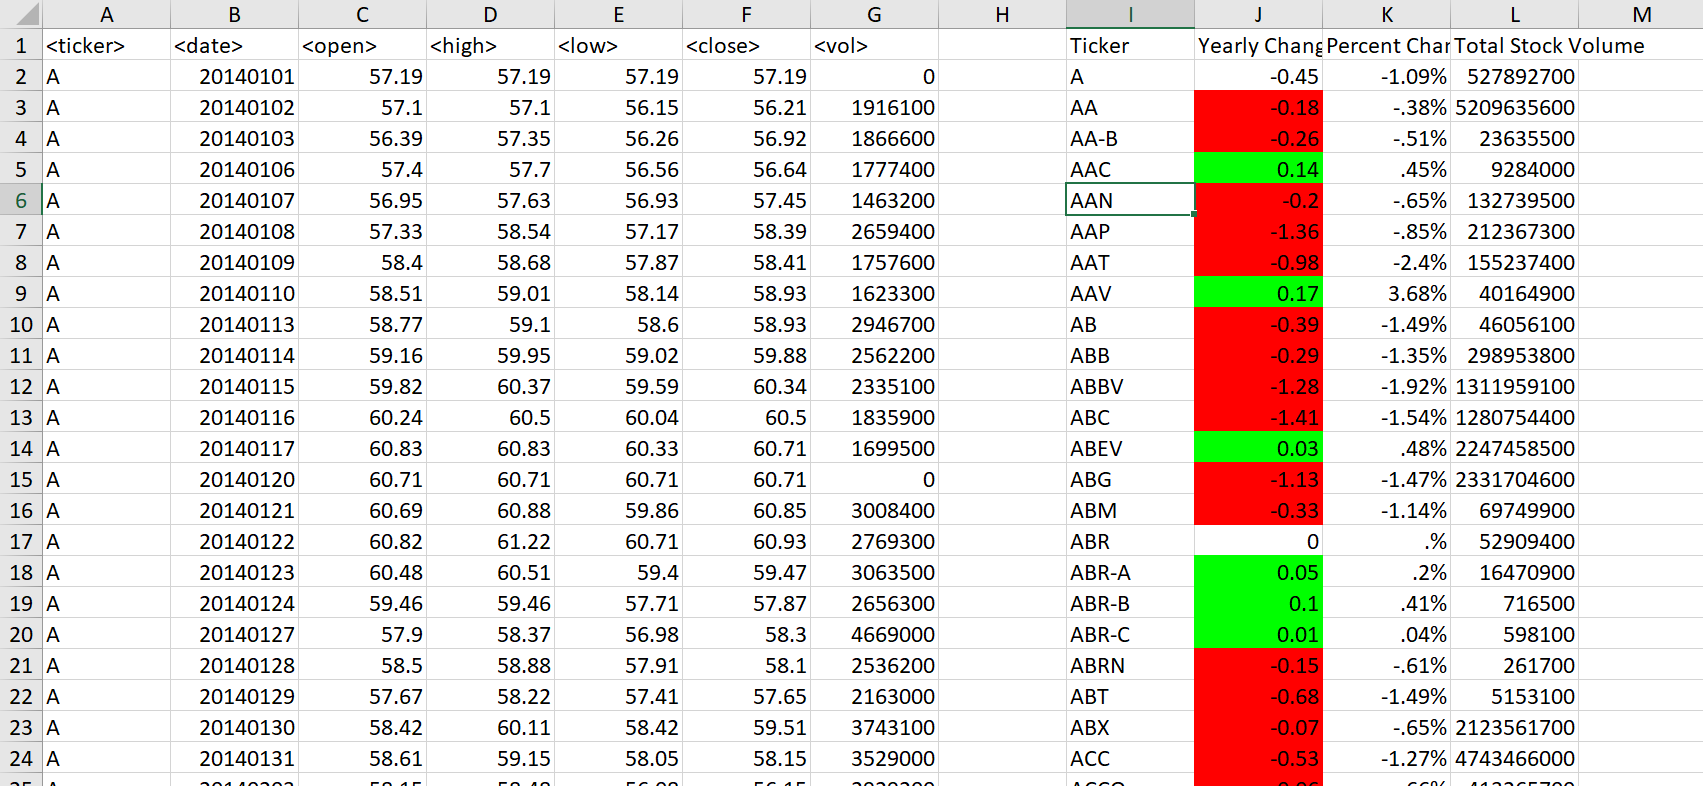 A B C D E F G H I J K L M
1 <ticker> <date> <open> <high> <low> <close> <vol> Ticker Yearly Chang Percent Char Total Stock Volume
2 A 20140101 57.19 57.19 57.19 57.19 0 A -0.45 -1.09% 527892700
3 A 20140102 57.1 57.1 56.15 56.21 1916100 AA -0.18 -.38% 5209635600
4 A 20140103 56.39 57.35 56.26 56.92 1866600 AA-B -0.26 -.51% 23635500
5 A 20140106 57.4 57.7 56.56 56.64 1777400 AAC 0.14 .45% 9284000
6 A 20140107 56.95 57.63 56.93 57.45 1463200 AAN -0.2 -.65% 132739500
7 A 20140108 57.33 58.54 57.17 58.39 2659400 AAP -1.36 -.85% 212367300
8 A 20140109 58.4 58.68 57.87 58.41 1757600 AAT -0.98 -2.4% 155237400
9 A 20140110 58.51 59.01 58.14 58.93 1623300 AAV 0.17 3.68% 40164900
10 A 20140113 58.77 59.1 58.6 58.93 2946700 AB -0.39 -1.49% 46056100
11 A 20140114 59.16 59.95 59.02 59.88 2562200 ABB -0.29 -1.35% 298953800
12 A 20140115 59.82 60.37 59.59 60.34 2335100 ABBV -1.28 -1.92% 1311959100
13 A 20140116 60.24 60.5 60.04 60.5 1835900 ABC -1.41 -1.54% 1280754400
14 A 20140117 60.83 60.83 60.33 60.71 1699500 ABEV 0.03 .48% 2247458500
15 A 20140120 60.71 60.71 60.71 60.71 0 ABG -1.13 -1.47% 2331704600
16 A 20140121 60.69 60.88 59.86 60.85 3008400 ABM -0.33 -1.14% 69749900
17 A 20140122 60.82 61.22 60.71 60.93 2769300 ABR 0 .% 52909400
18 A 20140123 60.48 60.51 59.4 59.47 3063500 ABR-A 0.05 .2% 16470900
19 A 20140124 59.46 59.46 57.71 57.87 2656300 ABR-B 0.1 .41% 716500
20 A 20140127 57.9 58.37 56.98 58.3 4669000 ABR-C 0.01 .04% 598100
21 A 20140128 58.5 58.88 57.91 58.1 2536200 ABRN -0.15 -.61% 261700
22 A 20140129 57.67 58.22 57.41 57.65 2163000 ABT -0.68 -1.49% 5153100
23 A 20140130 58.42 60.11 58.42 59.51 3743100 ABX -0.07 -.65% 2123561700
24 A 20140131 58.61 59.15 58.05 58.15 3529000 ACC -0.53 -1.27% 4743466000